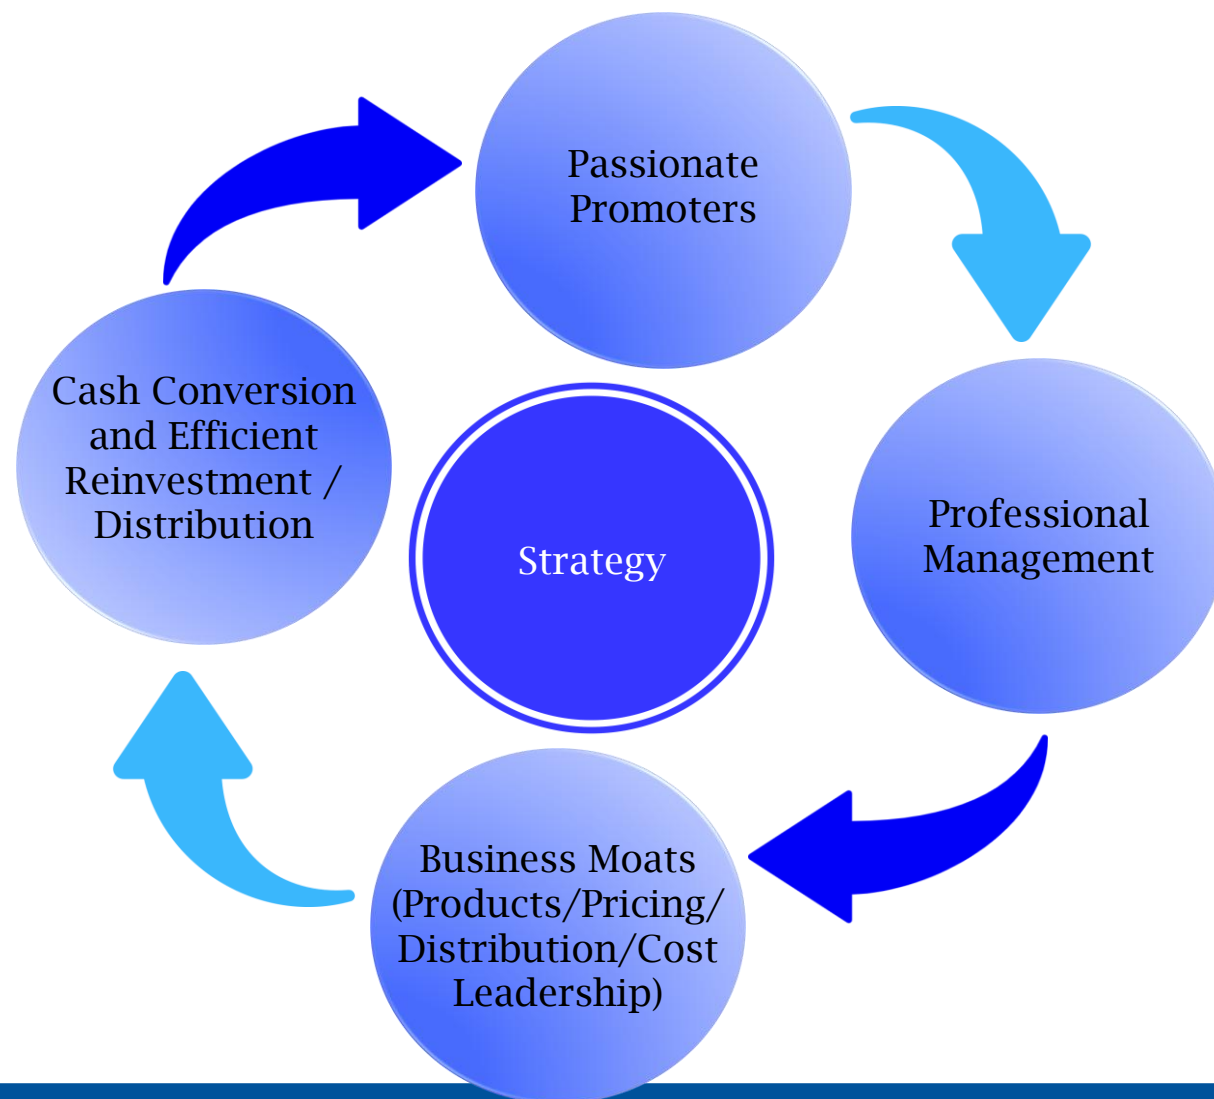 Passionate
Promoters
Professional
Management
Business Moats
(Products/Pricing/
Distribution/Cost
Leadership)
Cash Conversion
and Efficient
Reinvestment /
Distribution
Strategy